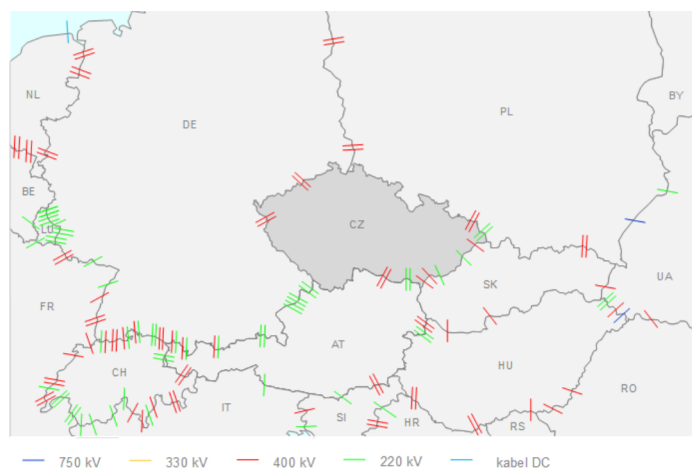 NL
BY
PL
DE
BE
CZ
LU
UA
SK
FR
AT
HU
CH
RO
IT
SI
HR
RS
750 kV
330 kV
400 kV
220 kV
kabel DC